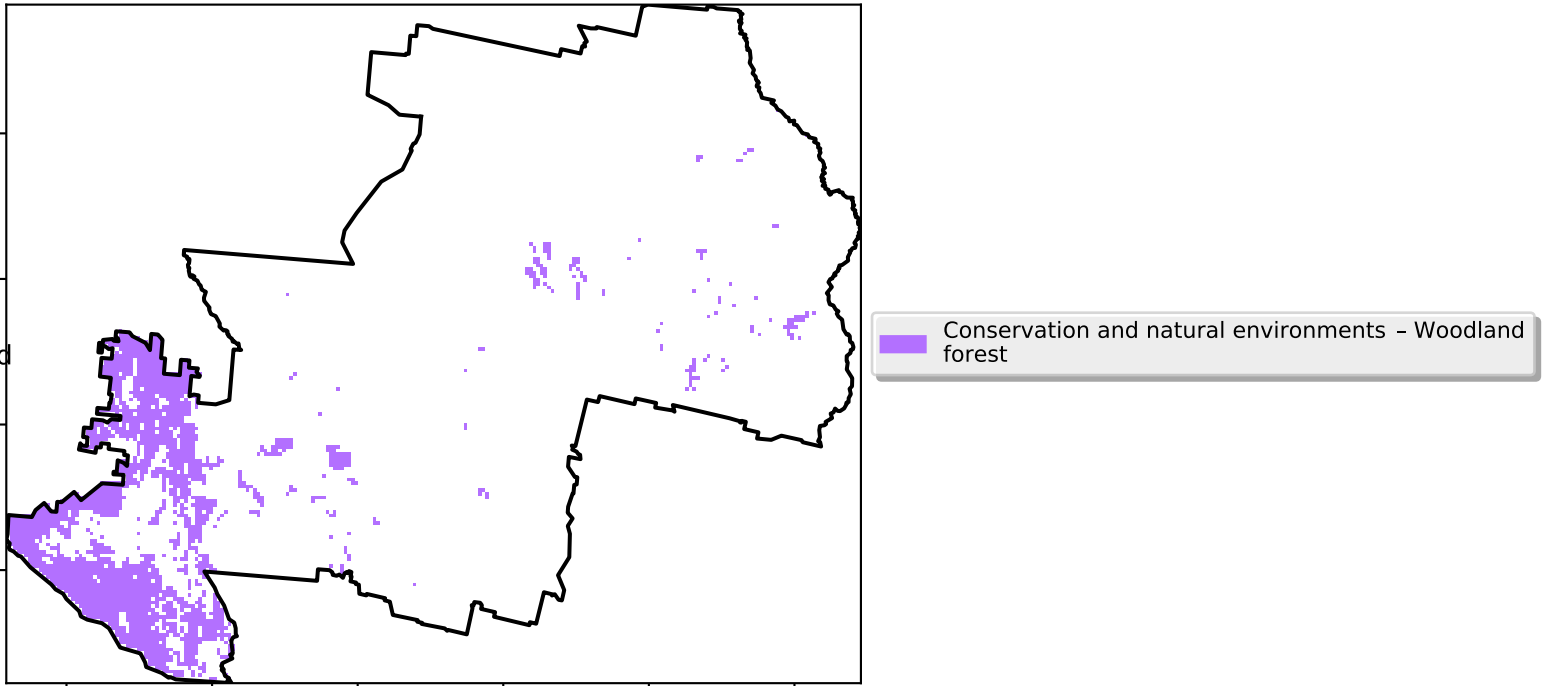 Conservation and natural environments – Woodland
forest